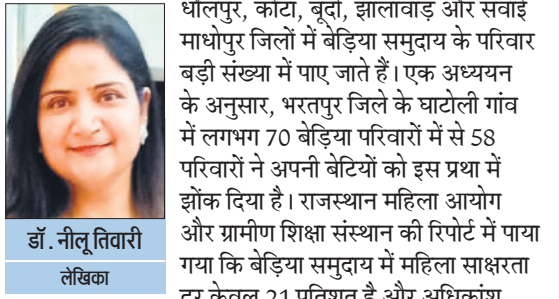 धौलपुर, कोटा, बूंदी, झालावाड़ और सवाई
माधोपुर जिलों में बेड़िया समुदाय के परिवार
बड़ी संख्या में पाए जाते हैं। एक अध्ययन
के अनुसार, भरतपुर जिले के घाटोली गांव
में लगभग 70 बेड़िया परिवारों में से 58
परिवारों ने अपनी बेटियों को इस प्रथा में
झोंक दिया है। राजस्थान महिला आयोग
और ग्रामीण शिक्षा संस्थान की रिपोर्ट में पाया
गया कि बेड़िया समुदाय में महिला साक्षरता
दर केवल 21 प्रतिशत है और अधिकांश
डॉ. नीलू तिवारी
लेखिका